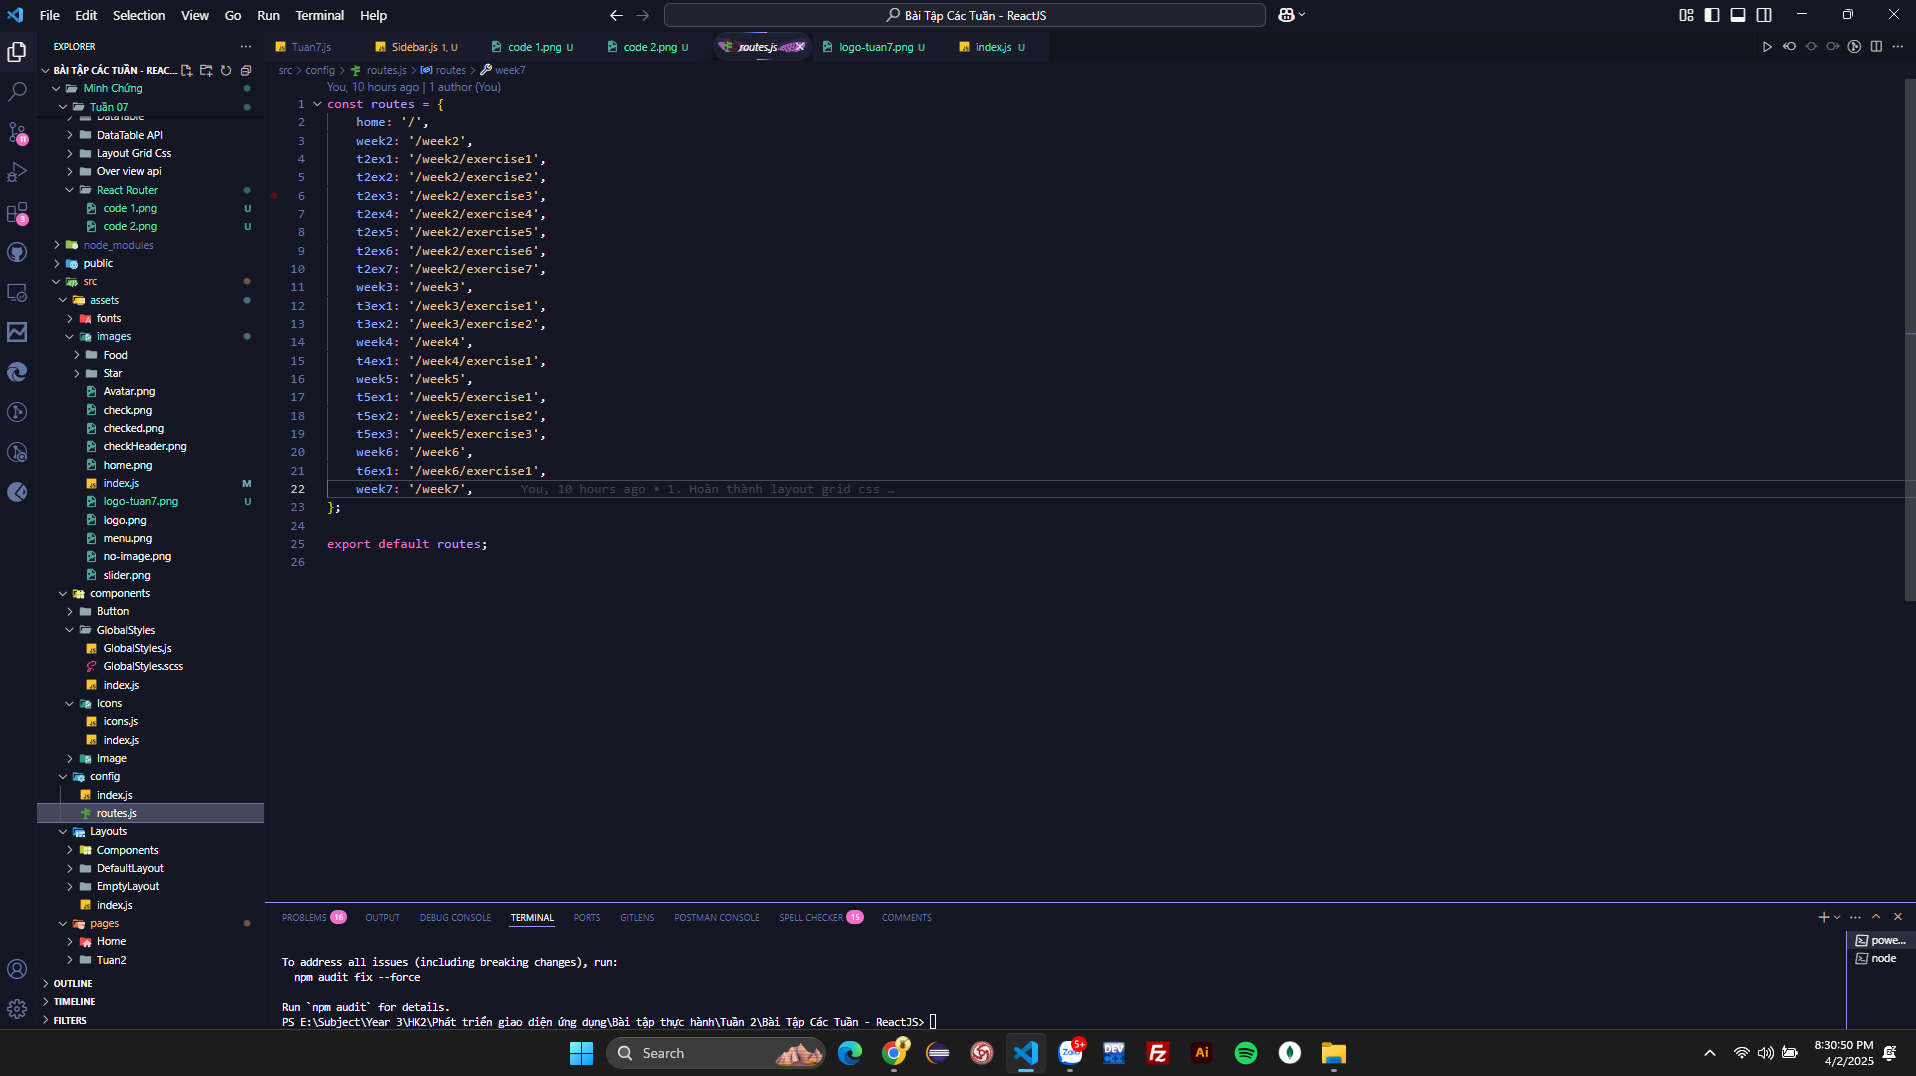 File Edit Selection View Go Run Terminal Help
Bài Tập Các Tuần - ReactJS
EXPLORER
BÀI TẬP CÁC TUẦN - REAC...
Minh Chứng
Tuần 07
DataTable
DataTable API
Layout Grid Css
Over view api
React Router
code 1.png U
code 2.png U
node_modules
public
src
assets
fonts
images
Food
Star
Avatar.png
check.png
checked.png
checkHeader.png
home.png
index.js M
logo-tuan7.png U
logo.png
menu.png
no-image.png
slider.png
components
Button
GlobalStyles
GlobalStyles.js
GlobalStyles.scss
index.js
Icons
icons.js
index.js
Image
config
index.js
routes.js
Layouts
Components
DefaultLayout
EmptyLayout
index.js
pages
Home
Tuan2
OUTLINE
TIMELINE
FILTERS
11
3
Tuan7.js Sidebar.js 1, U code 1.png U code 2.png U routes.js logo-tuan7.png U index.js U
src > config > routes.js > routes > week7
You, 10 hours ago | 1 author (You)
1 const routes = {
2 home: '/',
3 week2: '/week2',
4 t2ex1: '/week2/exercise1',
5 t2ex2: '/week2/exercise2',
6 t2ex3: '/week2/exercise3',
7 t2ex4: '/week2/exercise4',
8 t2ex5: '/week2/exercise5',
9 t2ex6: '/week2/exercise6',
10 t2ex7: '/week2/exercise7',
11 week3: '/week3',
12 t3ex1: '/week3/exercise1',
13 t3ex2: '/week3/exercise2',
14 week4: '/week4',
15 t4ex1: '/week4/exercise1',
16 week5: '/week5',
17 t5ex1: '/week5/exercise1',
18 t5ex2: '/week5/exercise2',
19 t5ex3: '/week5/exercise3',
20 week6: '/week6',
21 t6ex1: '/week6/exercise1',
22 week7: '/week7', You, 10 hours ago • 1. Hoàn thành layout grid css …
23 };
24
25 export default routes;
26
PROBLEMS 16 OUTPUT DEBUG CONSOLE TERMINAL PORTS GITLENS POSTMAN CONSOLE SPELL CHECKER 15 COMMENTS
To address all issues (including breaking changes), run:
npm audit fix --force
Run `npm audit` for details.
PS E:\Subject\Year 3\HK2\Phát triển giao diện ứng dụng\Bài tập thực hành\Tuần 2\Bài Tập Các Tuần - ReactJS>
powe...
node
Search
Zalo
5+
DEV
Fz
Ai
8:30:50 PM
4/2/2025